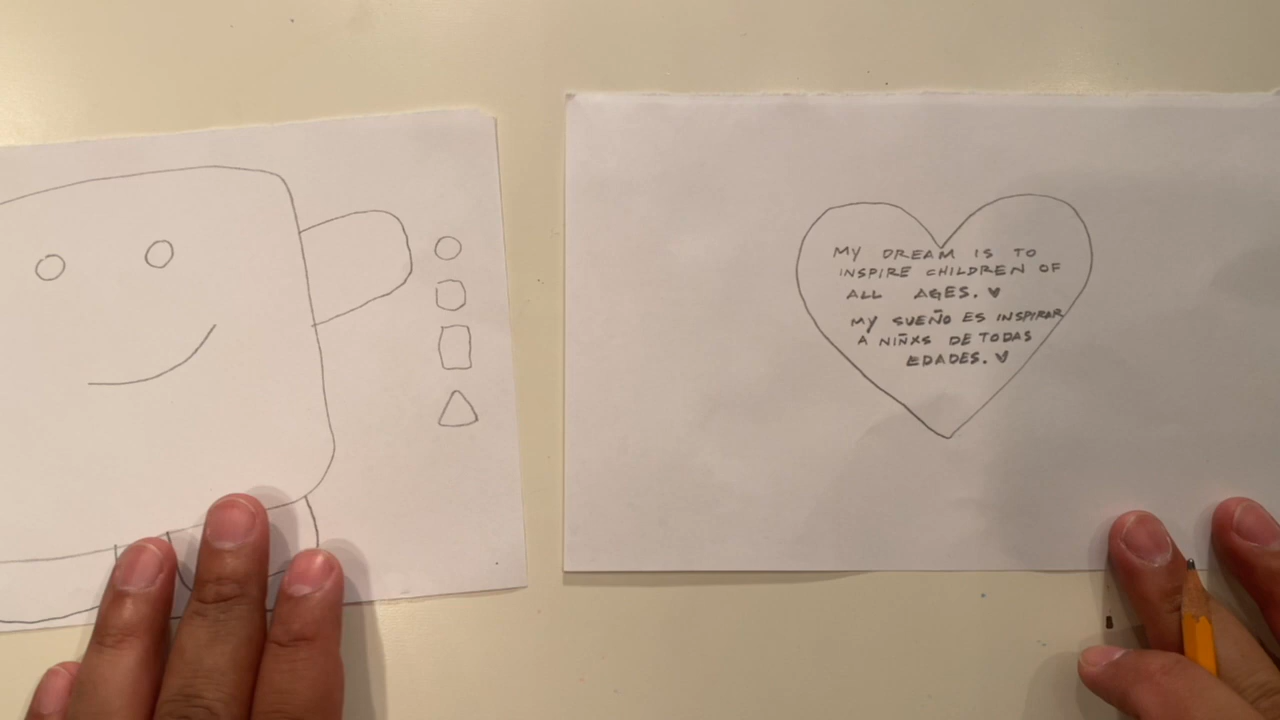 MY DREAM IS TO
INSPIRE CHILDREN OF
ALL AGES. ♥
MY SUEÑO ES INSPIRAR
A NIÑXS DE TODAS
EDADES. ♥